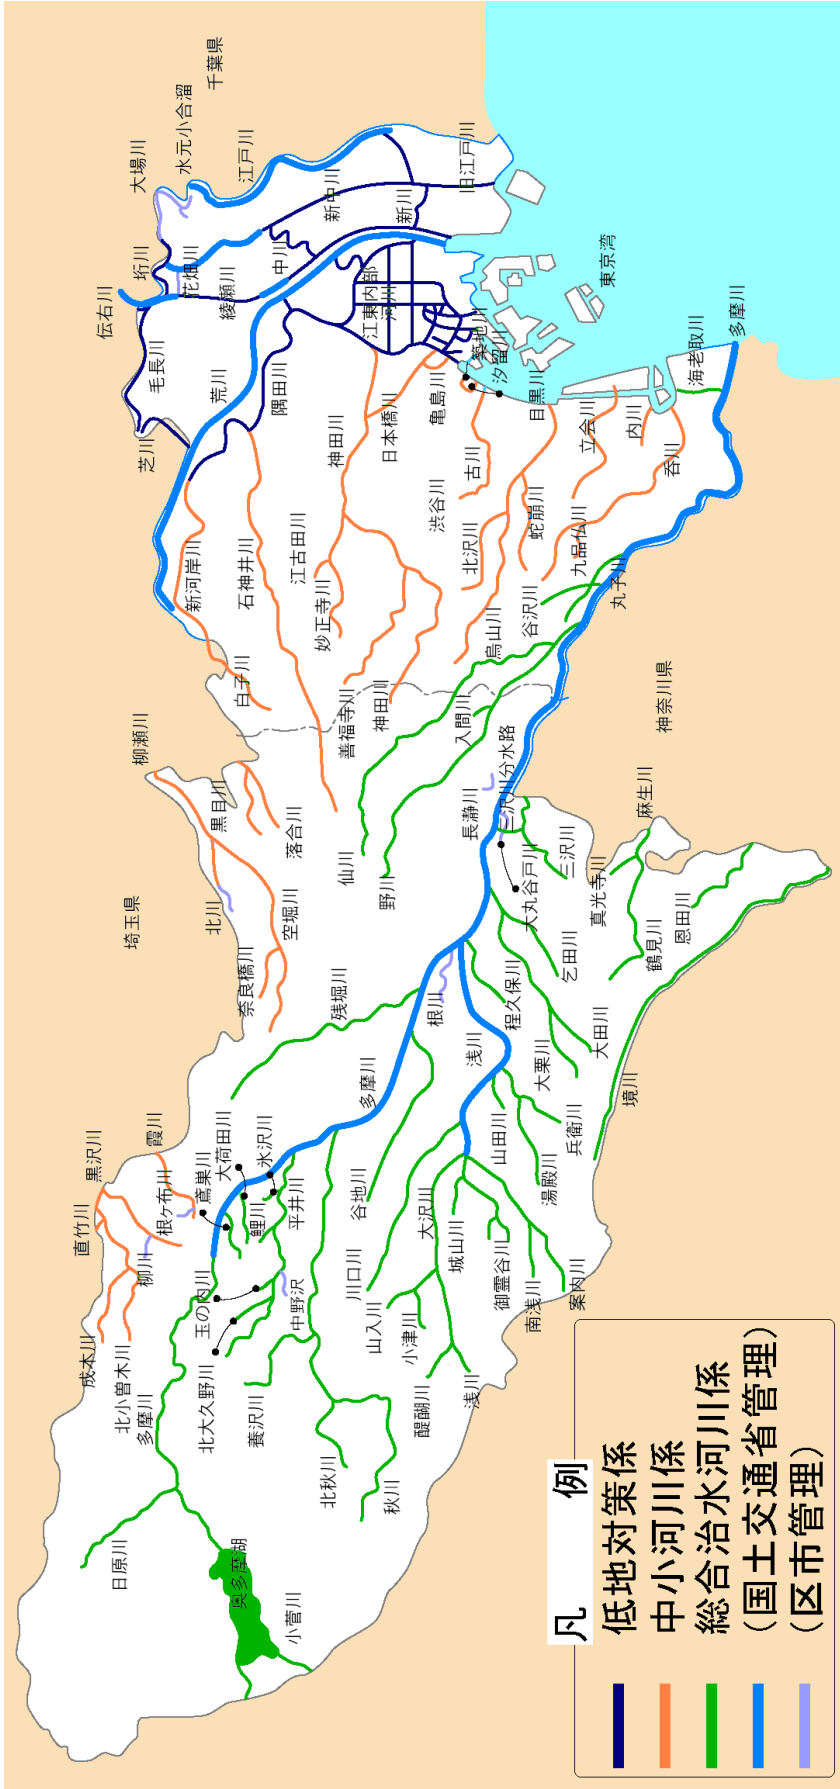 千葉県
水元小合溜
大場川
江戸川
旧江戸川
新中川
新川
垳川
花畑川
中川
綾瀬川
伝右川
江東内部
河川
東京湾
毛長川
荒川
隅田川
築地川
汐留川
多摩川
海老取川
芝川
神田川
日本橋川
亀島川
目黒川
立会川
内川
呑川
古川
渋谷川
新河岸川
石神井川
江古田川
妙正寺川
北沢川
蛇崩川
九品仏川
丸子川
谷沢川
烏山川
白子川
善福寺川
神田川
入間川
神奈川県
柳瀬川
黒目川
落合川
仙川
野川
長瀞川
三沢川分水路
麻生川
三沢川
大丸谷戸川
真光寺川
埼玉県
北川
空堀川
奈良橋川
残堀川
根川
程久保川
乞田川
鶴見川
恩田川
多摩川
浅川
大栗川
大田川
境川
霞川
黒沢川
大荷田川
氷沢川
鳶巣川
根ヶ布川
直竹川
鯉川
平井川
谷地川
山田川
兵衛川
湯殿川
大沢川
城山川
柳川
玉の内川
中野沢
川口川
御霊谷川
南浅川
案内川
成木川
北小曽木川
多摩川
北大久野川
養沢川
山入川
小津川
醍醐川
浅川
北秋川
秋川
日原川
奥多摩湖
小菅川
凡 例
低地対策係
中小河川係
総合治水河川係
(国土交通省管理)
(区市管理)